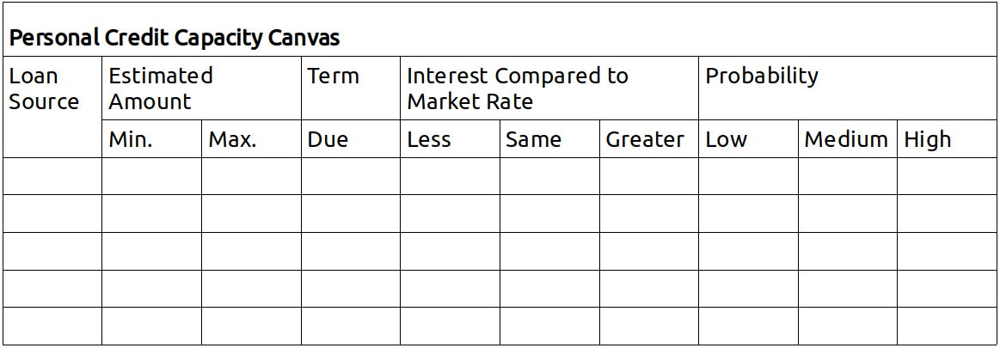 Personal Credit Capacity Canvas
Loan Source
Estimated Amount
Term
Interest Compared to Market Rate
Probability
Min.
Max.
Due
Less
Same
Greater
Low
Medium
High